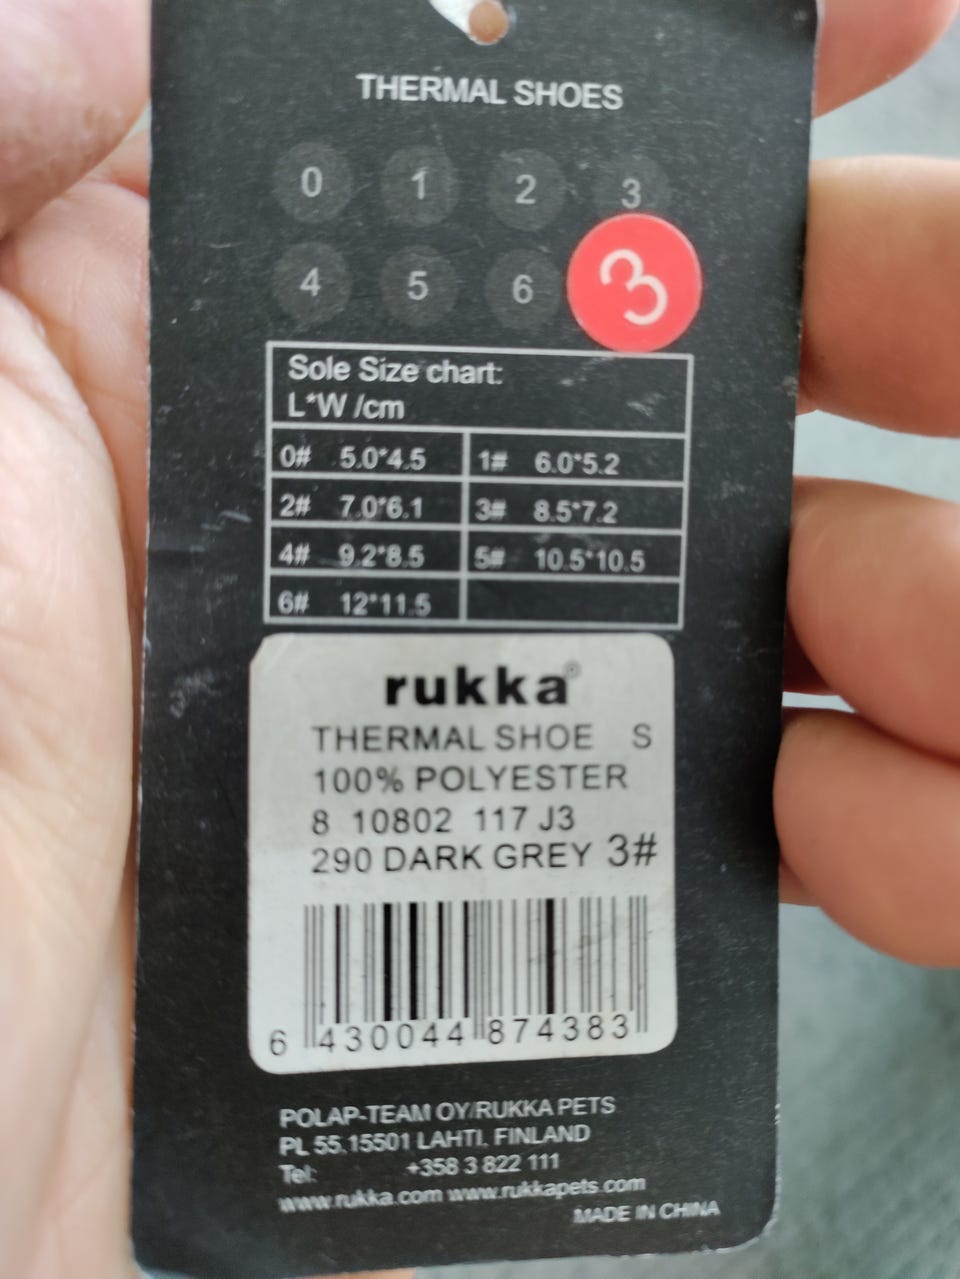 THERMAL SHOES
0 1 2 3
4 5 6 3
Sole Size chart:
L*W /cm
0# 5.0*4.5 1# 6.0*5.2
2# 7.0*6.1 3# 8.5*7.2
4# 9.2*8.5 5# 10.5*10.5
6# 12*11.5
rukka®
THERMAL SHOE S
100% POLYESTER
8 10802 117 J3
290 DARK GREY 3#
6 430044 874383
POLAP-TEAM OY/RUKKA PETS
PL 55,15501 LAHTI. FINLAND
Tel: +358 3 822 111
www.rukka.com www.rukkapets.com
MADE IN CHINA